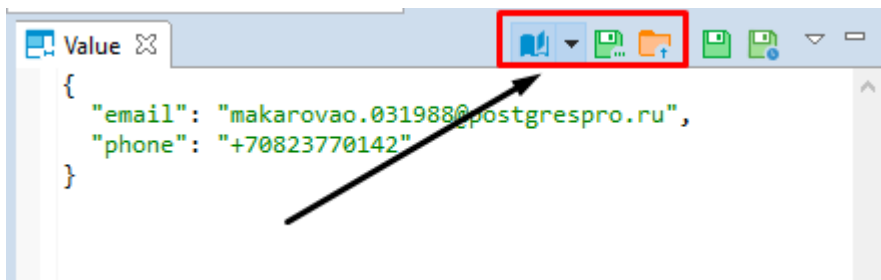 Value
{
"email": "makarovao.031988@postgrespro.ru",
"phone": "+70823770142"
}